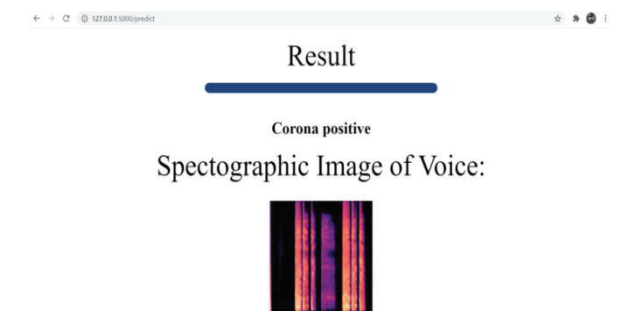 127.0.0.1:5000/predict
Result
Corona positive
Spectographic Image of Voice: